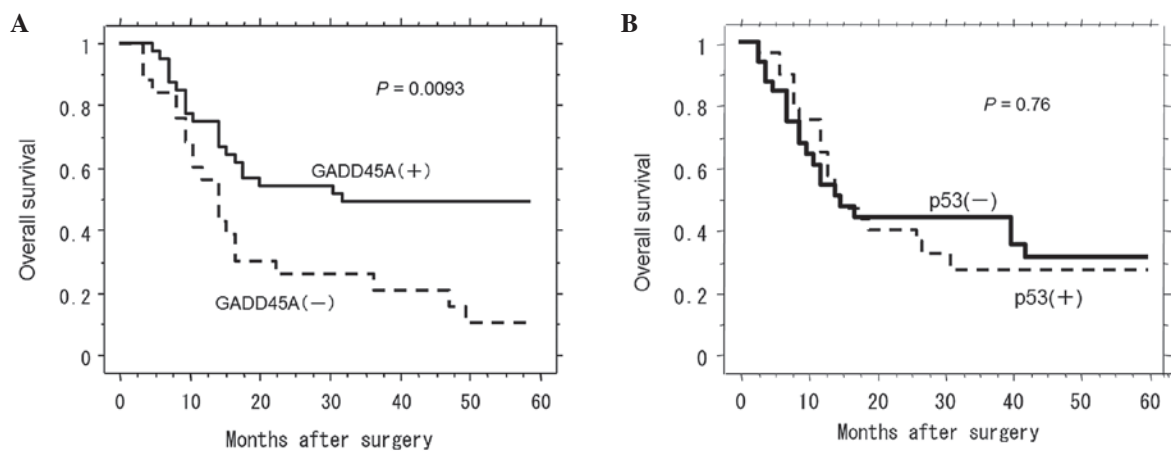 A
1
0.8
0.6
0.4
0.2
0
Overall survival
P = 0.0093
GADD45A(+)
GADD45A(−)
0 10 20 30 40 50 60
Months after surgery
B
1
0.8
0.6
0.4
0.2
0
Overall survival
P = 0.76
p53(−)
p53(+)
0 10 20 30 40 50 60
Months after surgery